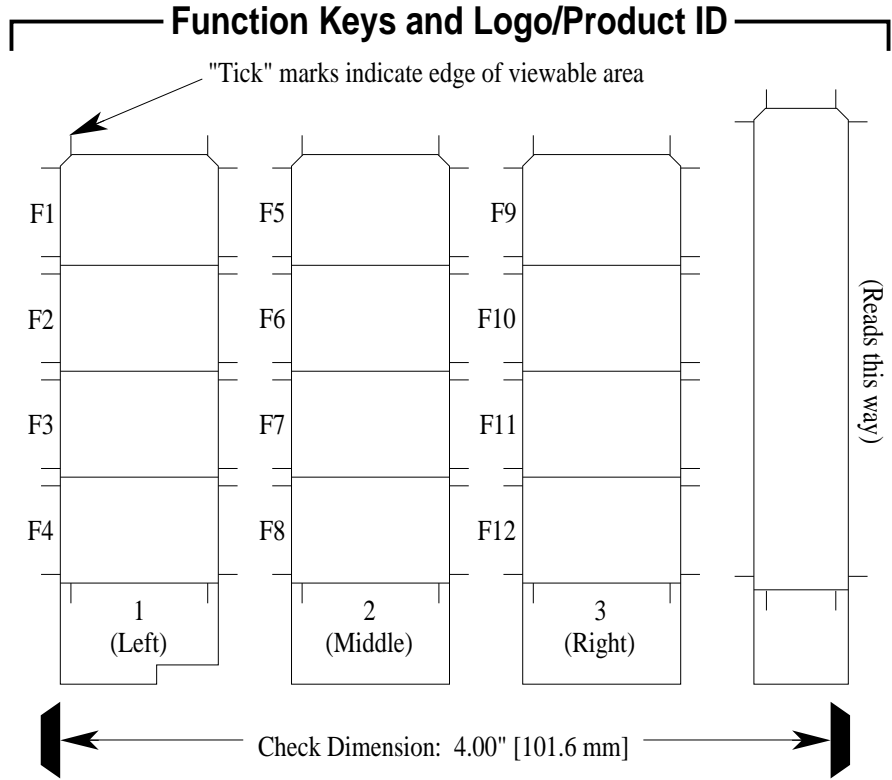 Function Keys and Logo/Product ID
"Tick" marks indicate edge of viewable area
F1
F2
F3
F4
1
(Left)
F5
F6
F7
F8
2
(Middle)
F9
F10
F11
F12
3
(Right)
(Reads this way)
Check Dimension: 4.00" [101.6 mm]